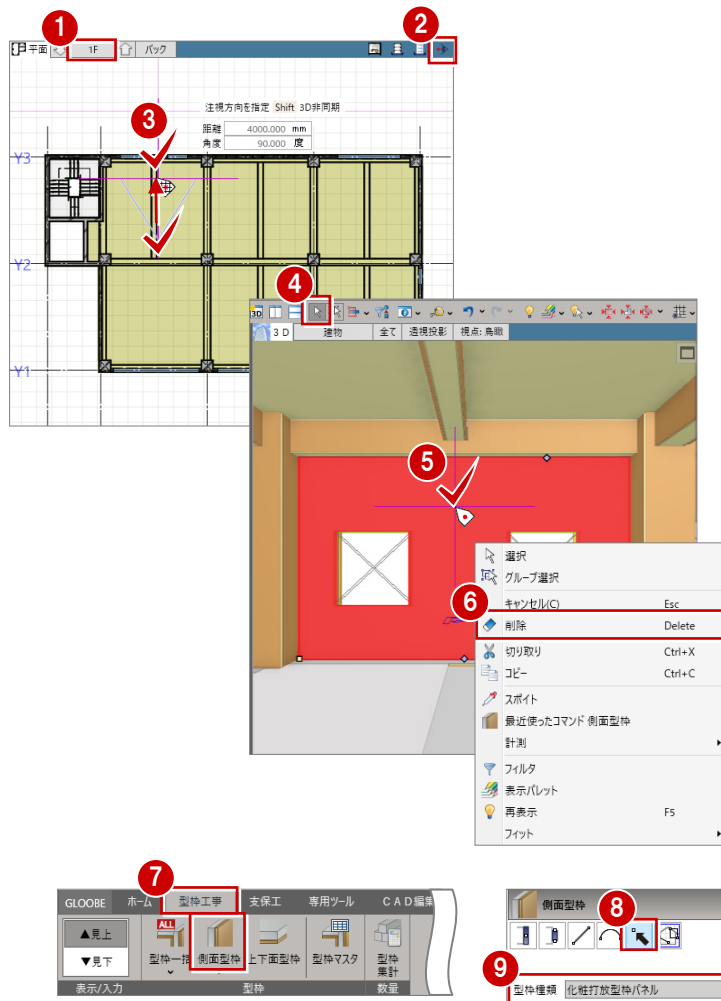 1
2
平面
1F
バック
注視方向を指定 Shift 3D非同期
3
距離 4000.000 mm
角度 90.000 度
Y3
Y2
Y1
4
3D
3 D 建物 全て 透視投影 視点: 鳥瞰
5
選択
グループ選択
6
キャンセル(C) Esc
削除 Delete
切り取り Ctrl+X
コピー Ctrl+C
スポイト
最近使ったコマンド 側面型枠
計測
フィルタ
表示パレット
再表示 F5
フィット
7
GLOOBE ホーム 型枠工事 支保工 専用ツール CAD編集
▲見上
▼見下
ALL
型枠一括 側面型枠 上下面型枠 型枠マスタ 型枠集計
表示/入力 型枠 数量
側面型枠
8
9
型枠種類 化粧打放型枠パネル